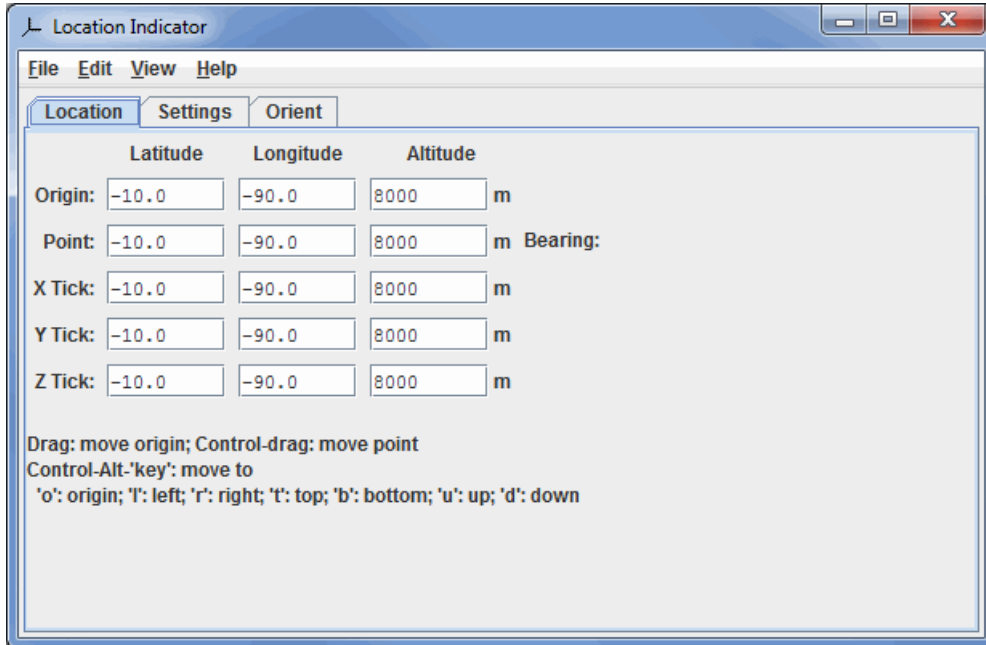 Location Indicator
File Edit View Help
Location Settings Orient
Latitude Longitude Altitude
Origin: -10.0 -90.0 8000 m
Point: -10.0 -90.0 8000 m Bearing:
X Tick: -10.0 -90.0 8000 m
Y Tick: -10.0 -90.0 8000 m
Z Tick: -10.0 -90.0 8000 m
Drag: move origin; Control-drag: move point
Control-Alt-'key': move to
'o': origin; 'l': left; 'r': right; 't': top; 'b': bottom; 'u': up; 'd': down